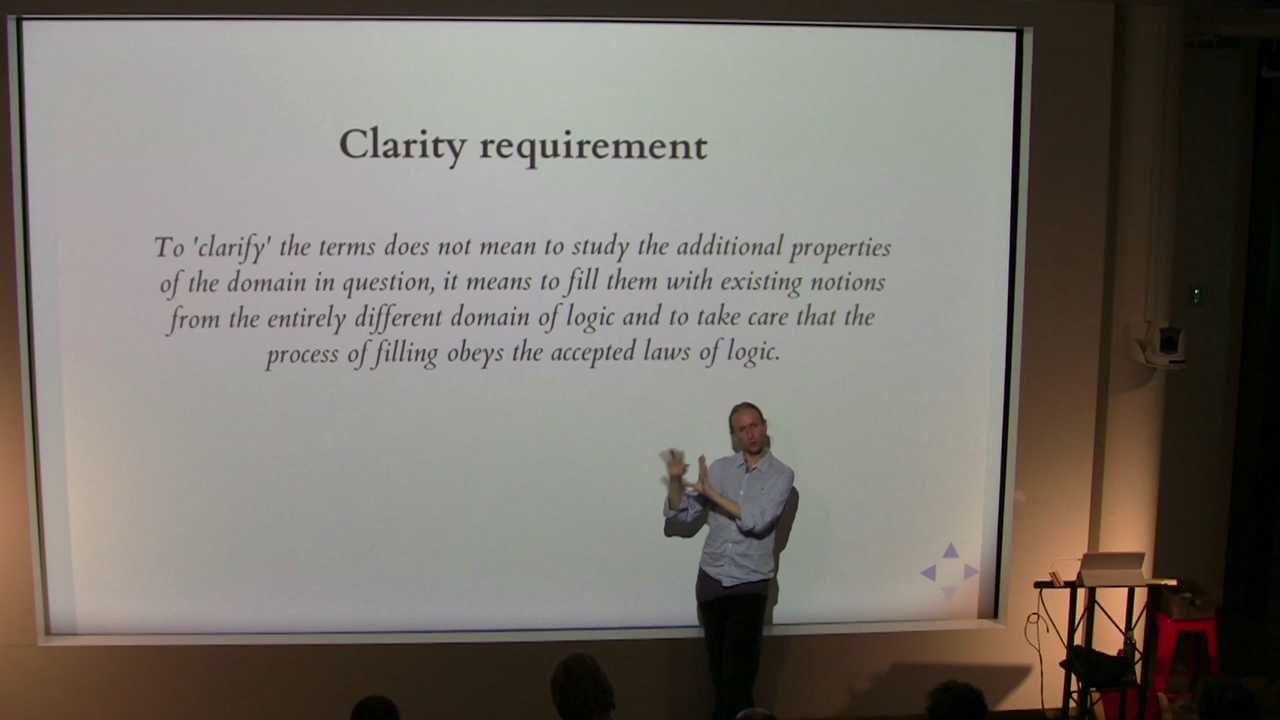 Clarity requirement
To 'clarify' the terms does not mean to study the additional properties
of the domain in question, it means to fill them with existing notions
from the entirely different domain of logic and to take care that the
process of filling obeys the accepted laws of logic.